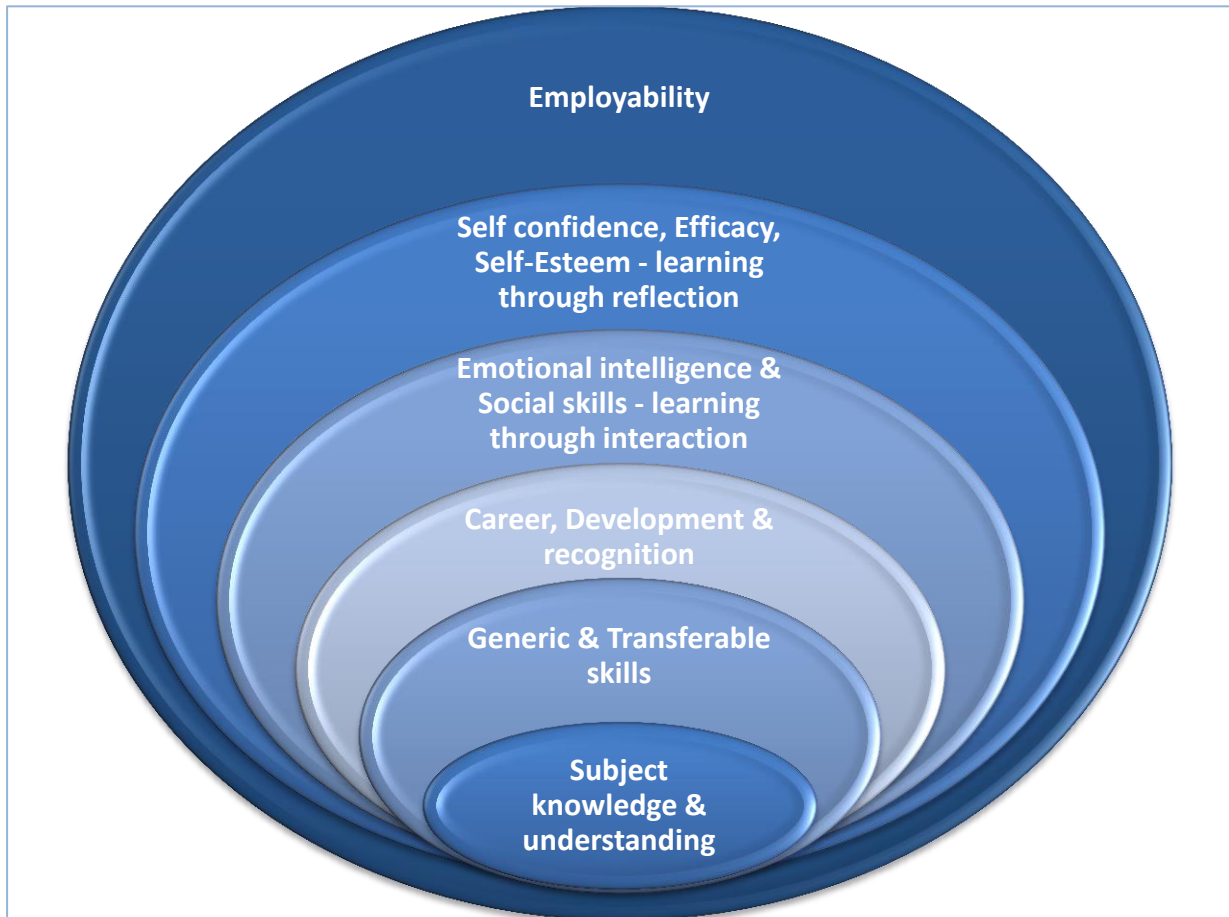 Employability
Self confidence, Efficacy,
Self-Esteem - learning
through reflection
Emotional intelligence &
Social skills - learning
through interaction
Career, Development &
recognition
Generic & Transferable
skills
Subject
knowledge &
understanding